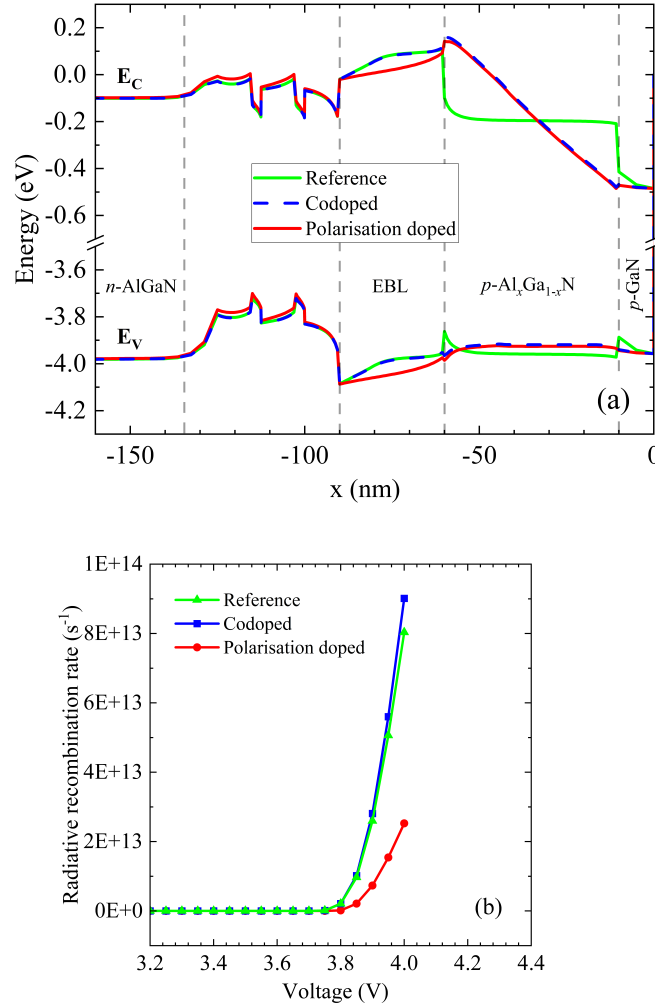 0.2
0.0
-0.2
-0.4
-0.6
-3.6
-3.8
-4.0
-4.2
Energy (eV)
E_C
Reference
Codoped
Polarisation doped
n-AlGaN
EBL
p-Al_xGa_{1-x}N
p-GaN
E_V
(a)
-150 -100 -50 0
x (nm)
1E+14
8E+13
6E+13
4E+13
2E+13
0E+0
Radiative recombination rate (s^{-1})
Reference
Codoped
Polarisation doped
(b)
3.2 3.4 3.6 3.8 4.0 4.2 4.4
Voltage (V)